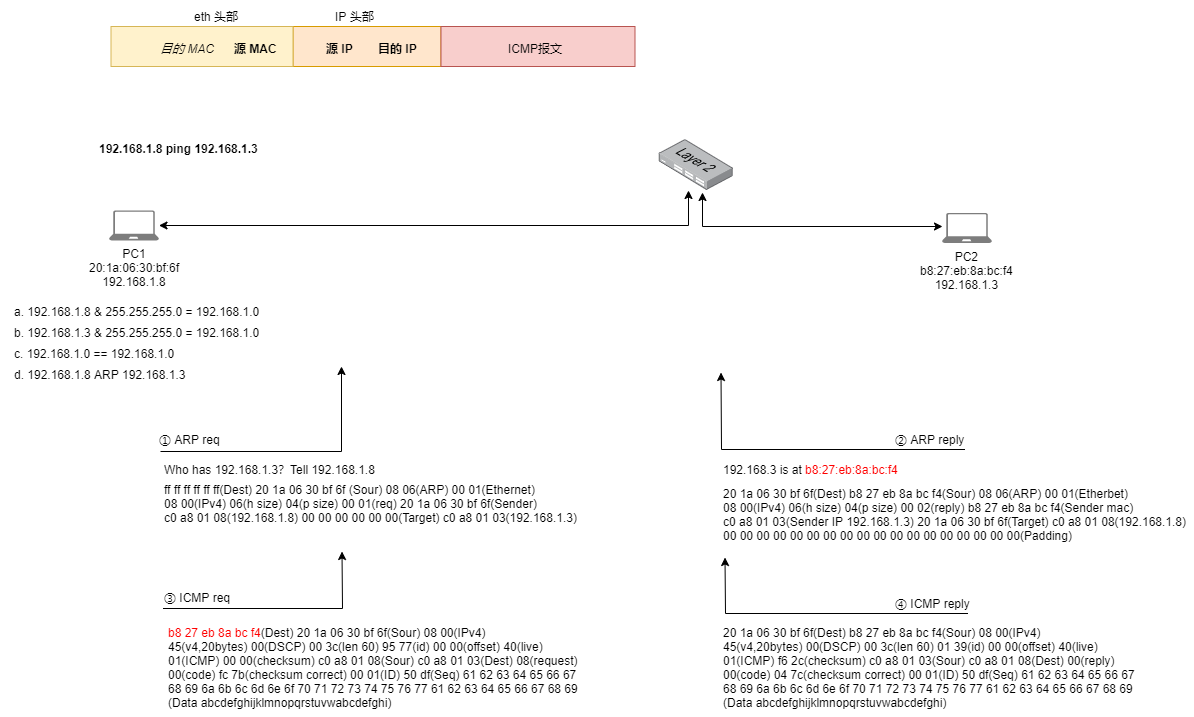 eth 头部
IP 头部
目的 MAC 源 MAC
源 IP 目的 IP
ICMP报文
192.168.1.8 ping 192.168.1.3
Layer 2
PC1
20:1a:06:30:bf:6f
192.168.1.8
PC2
b8:27:eb:8a:bc:f4
192.168.1.3
a. 192.168.1.8 & 255.255.255.0 = 192.168.1.0
b. 192.168.1.3 & 255.255.255.0 = 192.168.1.0
c. 192.168.1.0 == 192.168.1.0
d. 192.168.1.8 ARP 192.168.1.3
① ARP req
Who has 192.168.1.3? Tell 192.168.1.8
ff ff ff ff ff ff(Dest) 20 1a 06 30 bf 6f (Sour) 08 06(ARP) 00 01(Ethernet)
08 00(IPv4) 06(h size) 04(p size) 00 01(req) 20 1a 06 30 bf 6f(Sender)
c0 a8 01 08(192.168.1.8) 00 00 00 00 00 00(Target) c0 a8 01 03(192.168.1.3)
② ARP reply
192.168.3 is at b8:27:eb:8a:bc:f4
20 1a 06 30 bf 6f(Dest) b8 27 eb 8a bc f4(Sour) 08 06(ARP) 00 01(Etherbet)
08 00(IPv4) 06(h size) 04(p size) 00 02(reply) b8 27 eb 8a bc f4(Sender mac)
c0 a8 01 03(Sender IP 192.168.1.3) 20 1a 06 30 bf 6f(Target) c0 a8 01 08(192.168.1.8)
00 00 00 00 00 00 00 00 00 00 00 00 00 00 00 00 00 00(Padding)
③ ICMP req
b8 27 eb 8a bc f4(Dest) 20 1a 06 30 bf 6f(Sour) 08 00(IPv4)
45(v4,20bytes) 00(DSCP) 00 3c(len 60) 95 77(id) 00 00(offset) 40(live)
01(ICMP) 00 00(checksum) c0 a8 01 08(Sour) c0 a8 01 03(Dest) 08(request)
00(code) fc 7b(checksum correct) 00 01(ID) 50 df(Seq) 61 62 63 64 65 66 67
68 69 6a 6b 6c 6d 6e 6f 70 71 72 73 74 75 76 77 61 62 63 64 65 66 67 68 69
(Data abcdefghijklmnopqrstuvwabcdefghi)
④ ICMP reply
20 1a 06 30 bf 6f(Dest) b8 27 eb 8a bc f4(Sour) 08 00(IPv4)
45(v4,20bytes) 00(DSCP) 00 3c(len 60) 01 39(id) 00 00(offset) 40(live)
01(ICMP) f6 2c(checksum) c0 a8 01 03(Sour) c0 a8 01 08(Dest) 00(reply)
00(code) 04 7c(checksum correct) 00 01(ID) 50 df(Seq) 61 62 63 64 65 66 67
68 69 6a 6b 6c 6d 6e 6f 70 71 72 73 74 75 76 77 61 62 63 64 65 66 67 68 69
(Data abcdefghijklmnopqrstuvwabcdefghi)